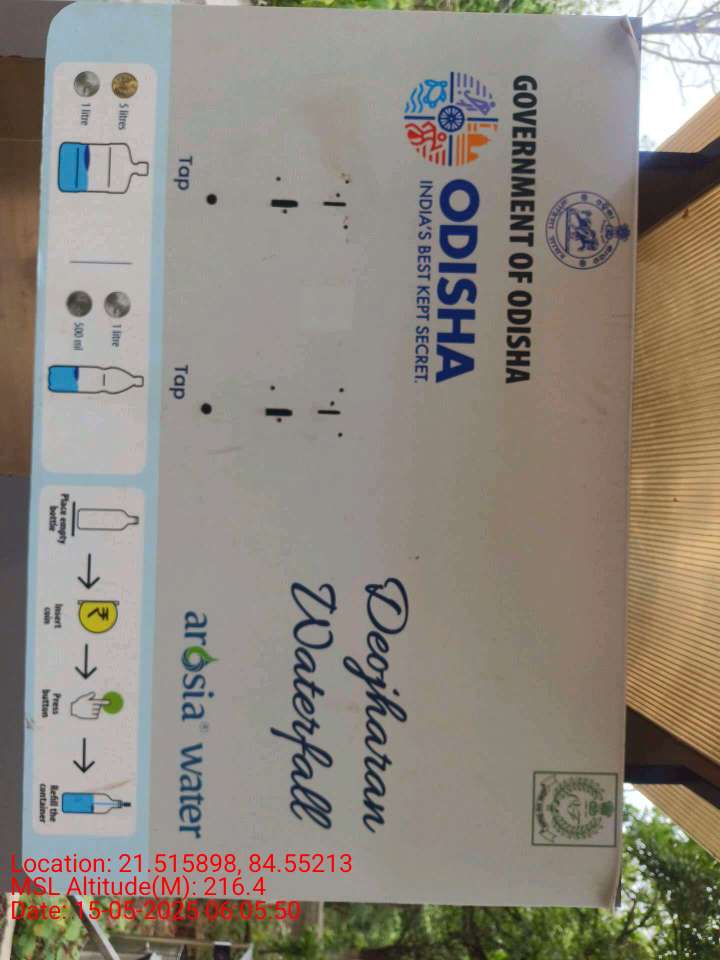 GOVERNMENT OF ODISHA
ODISHA
INDIA'S BEST KEPT SECRET.
Deojharan
Waterfall
Tap
Tap
arosia® water
5 litres
1 litre
1 litre
500 mil
Place empty
bottle
Insert
coin
₹
Press
button
Refill the
container
Location: 21.515898, 84.55213
MSL Altitude(M): 216.4
Date: 15-05-2025 06:05:50